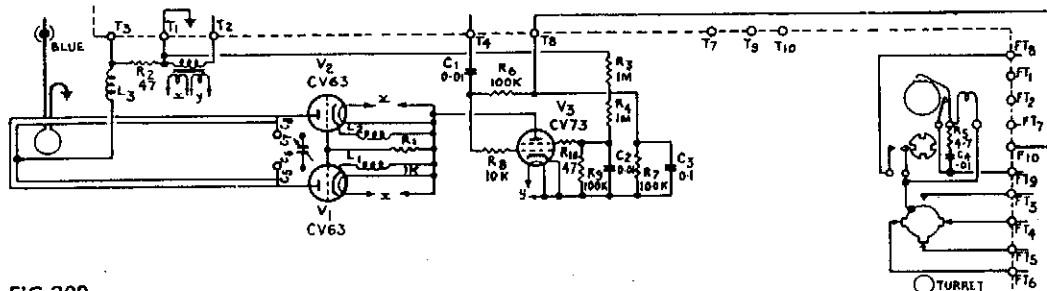 BLUE
T3
T1
T2
T4
T8
T7
T9
T10
R2
47
x
y
L3
V2
CV63
x
C8
C7
C6
C5
L2
R1
L1
1K
x
V1
CV63
C1
0·01
R6
100K
R8
10K
V3
CV73
y
R10
47
R9
100K
R3
1M
R4
1M
C2
0·01
R7
100K
C3
0·1
R5
4·7
C4
·01
FT8
FT1
FT2
FT7
F10
F19
FT3
FT4
FT5
FT6
TURRET